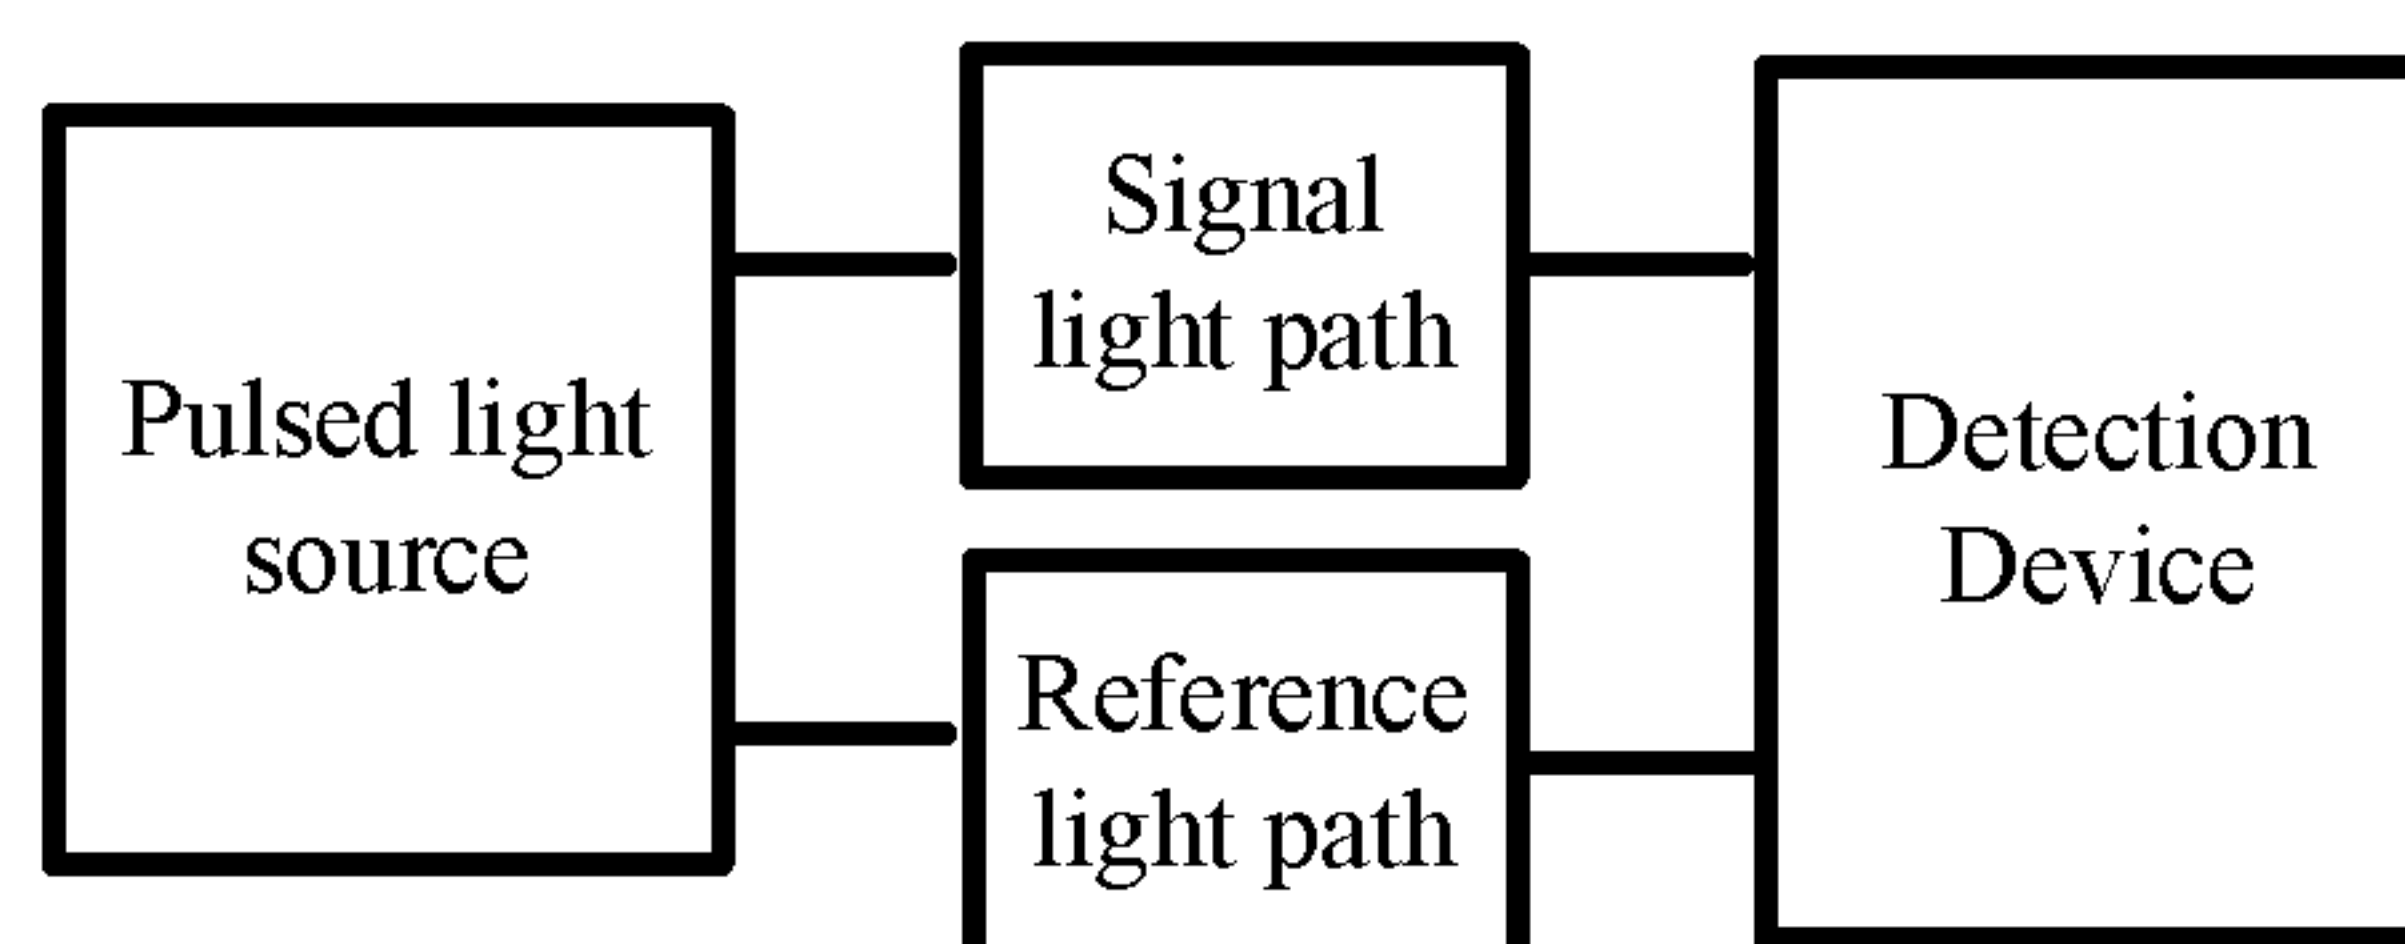 Pulsed light
source
Signal
light path
Reference
light path
Detection
Device